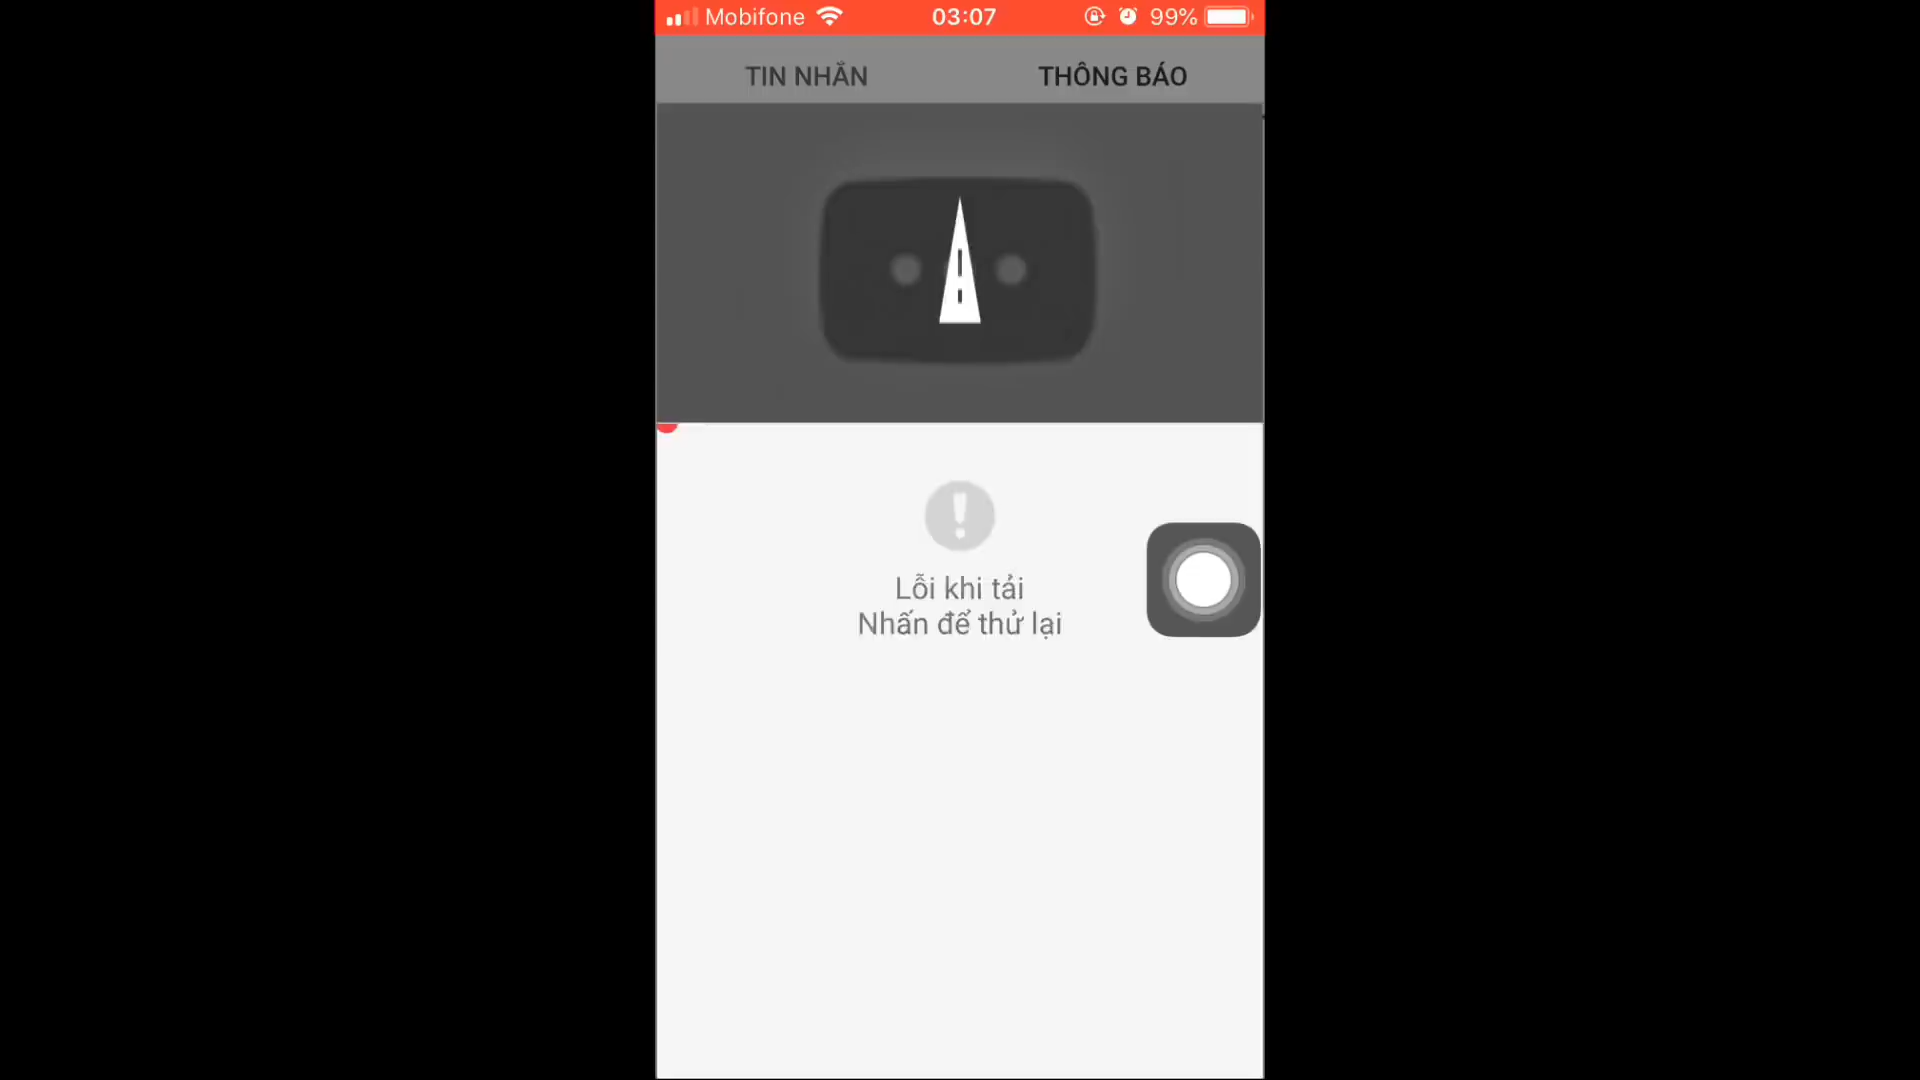 Mobifone 03:07 99%
TIN NHẮN THÔNG BÁO
Lỗi khi tải
Nhấn để thử lại